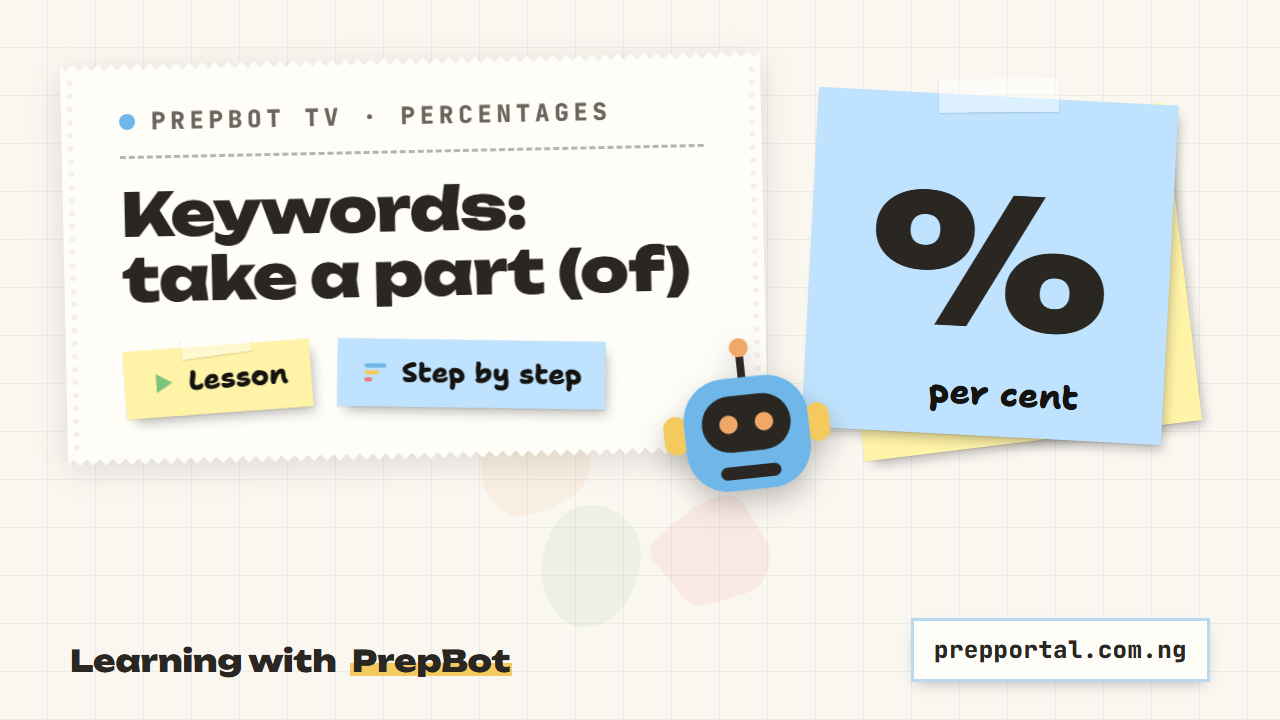 PREPBOT TV · PERCENTAGES
Keywords:
take a part (of)
Lesson
Step by step
%
per cent
Learning with PrepBot
prepportal.com.ng